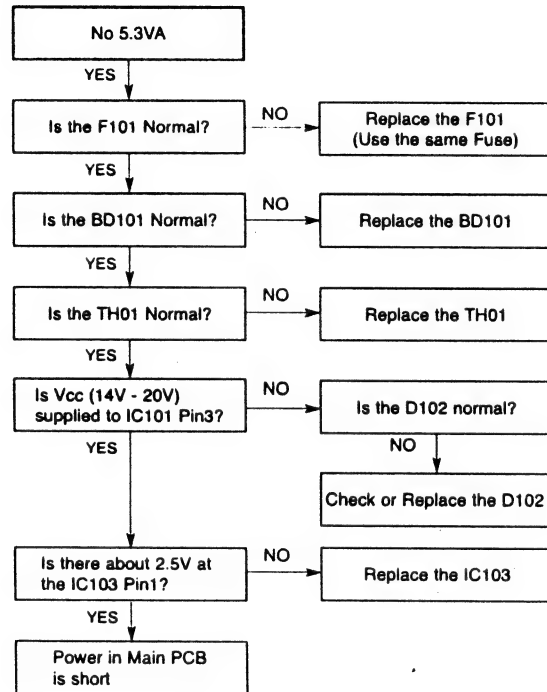 No 5.3VA
YES
Is the F101 Normal?
NO
Replace the F101
(Use the same Fuse)
YES
Is the BD101 Normal?
NO
Replace the BD101
YES
Is the TH01 Normal?
NO
Replace the TH01
YES
Is Vcc (14V - 20V)
supplied to IC101 Pin3?
NO
Is the D102 normal?
YES
NO
Check or Replace the D102
Is there about 2.5V at
the IC103 Pin1?
NO
Replace the IC103
YES
Power in Main PCB
is short